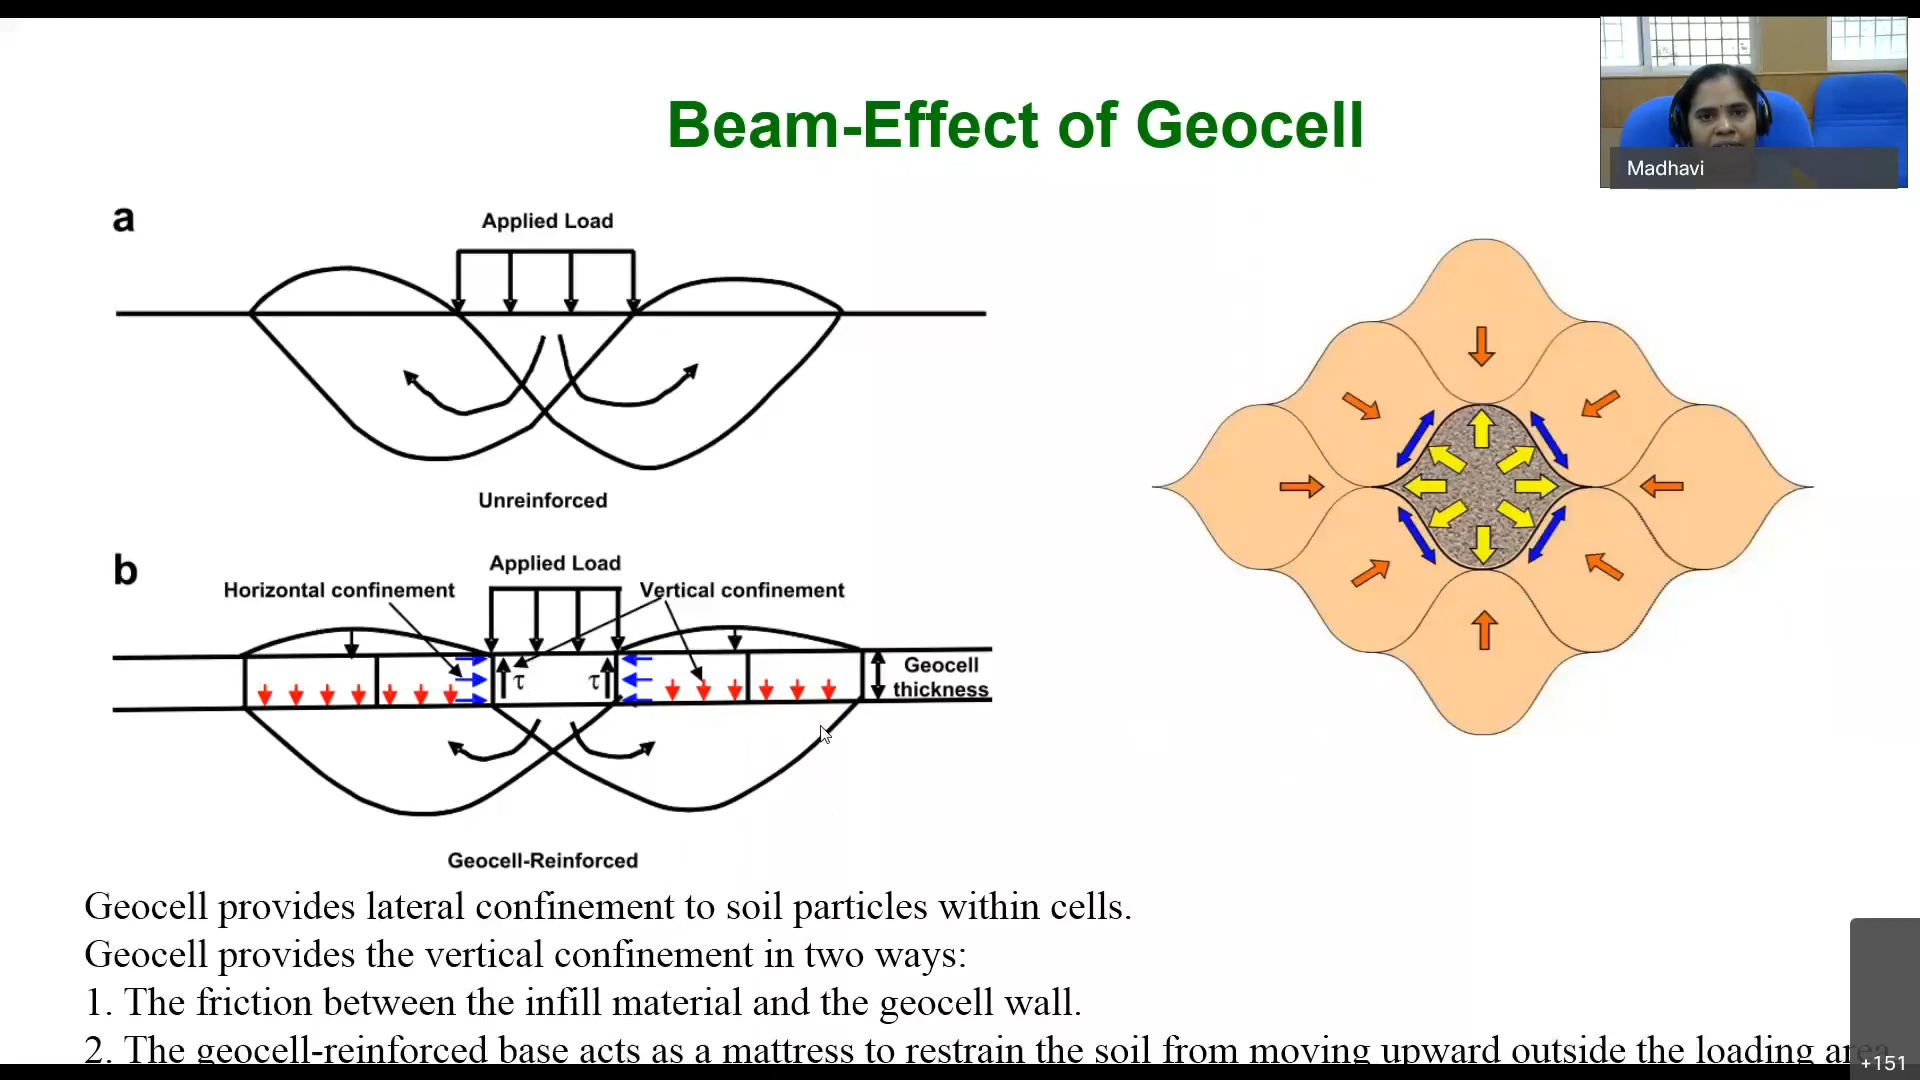 Beam-Effect of Geocell
Madhavi
a
Applied Load
Unreinforced
b
Applied Load
Horizontal confinement
Vertical confinement
τ
τ
Geocell
thickness
Geocell-Reinforced
Geocell provides lateral confinement to soil particles within cells.
Geocell provides the vertical confinement in two ways:
1. The friction between the infill material and the geocell wall.
2. The geocell-reinforced base acts as a mattress to restrain the soil from moving upward outside the loading area
+151